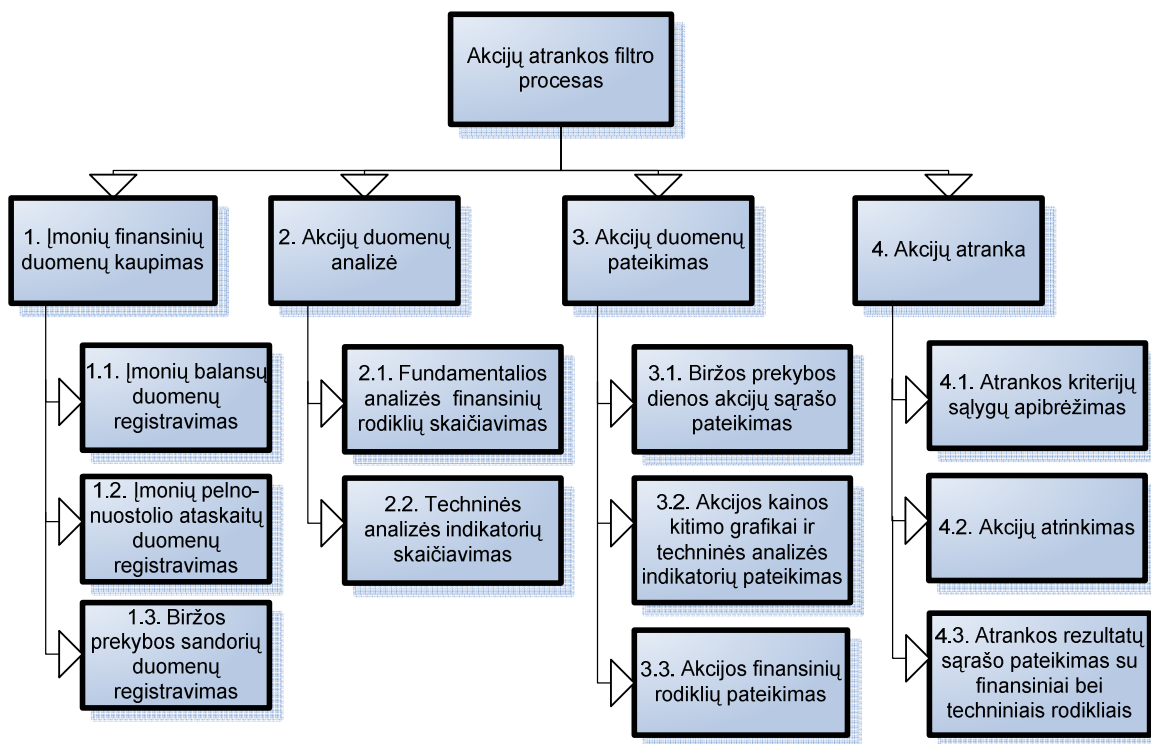 Akcijų atrankos filtro
procesas
1. Įmonių finansinių
duomenų kaupimas
2. Akcijų duomenų
analizė
3. Akcijų duomenų
pateikimas
4. Akcijų atranka
1.1. Įmonių balansų
duomenų
registravimas
1.2. Įmonių pelno-
nuostolio ataskaitų
duomenų
registravimas
1.3. Biržos
prekybos sandorių
duomenų
registravimas
2.1. Fundamentalios
analizės finansinių
rodiklių skaičiavimas
2.2. Techninės
analizės indikatorių
skaičiavimas
3.1. Biržos prekybos
dienos akcijų sąrašo
pateikimas
3.2. Akcijos kainos
kitimo grafikai ir
techninės analizės
indikatorių pateikimas
3.3. Akcijos finansinių
rodiklių pateikimas
4.1. Atrankos kriterijų
sąlygų apibrėžimas
4.2. Akcijų atrinkimas
4.3. Atrankos rezultatų
sąrašo pateikimas su
finansiniai bei
techniniais rodikliais